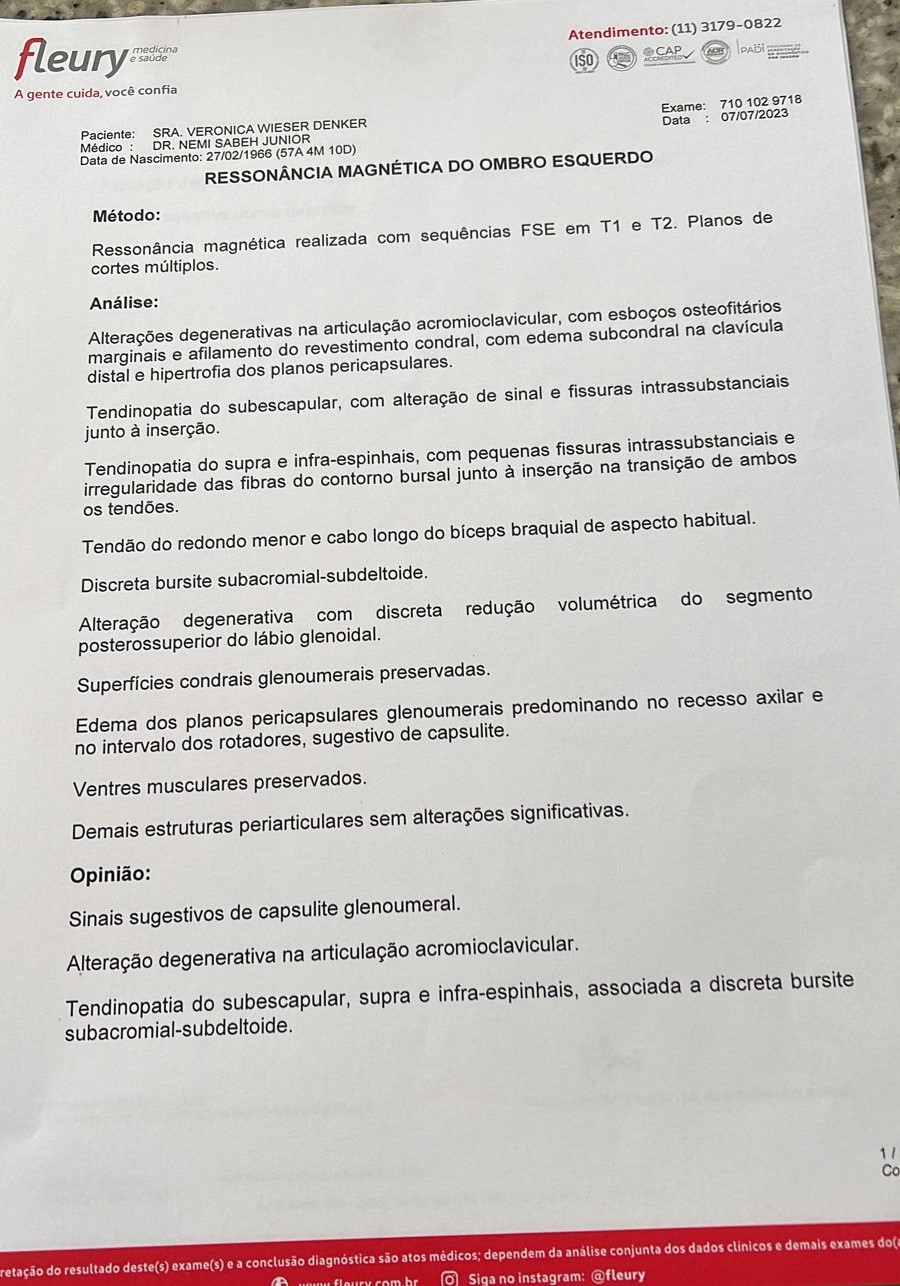 fleury medicina e saúde
A gente cuida, você confia
Atendimento: (11) 3179-0822
ISO
CAP
ACCREDITED
ACR
PADI
Paciente: SRA. VERONICA WIESER DENKER
Médico : DR. NEMI SABEH JUNIOR
Data de Nascimento: 27/02/1966 (57A 4M 10D)
Exame: 710 102 9718
Data : 07/07/2023
RESSONÂNCIA MAGNÉTICA DO OMBRO ESQUERDO
Método:
Ressonância magnética realizada com sequências FSE em T1 e T2. Planos de
cortes múltiplos.
Análise:
Alterações degenerativas na articulação acromioclavicular, com esboços osteofitários
marginais e afilamento do revestimento condral, com edema subcondral na clavícula
distal e hipertrofia dos planos pericapsulares.
Tendinopatia do subescapular, com alteração de sinal e fissuras intrassubstanciais
junto à inserção.
Tendinopatia do supra e infra-espinhais, com pequenas fissuras intrassubstanciais e
irregularidade das fibras do contorno bursal junto à inserção na transição de ambos
os tendões.
Tendão do redondo menor e cabo longo do bíceps braquial de aspecto habitual.
Discreta bursite subacromial-subdeltoide.
Alteração degenerativa com discreta redução volumétrica do segmento
posterossuperior do lábio glenoidal.
Superfícies condrais glenoumerais preservadas.
Edema dos planos pericapsulares glenoumerais predominando no recesso axilar e
no intervalo dos rotadores, sugestivo de capsulite.
Ventres musculares preservados.
Demais estruturas periarticulares sem alterações significativas.
Opinião:
Sinais sugestivos de capsulite glenoumeral.
Alteração degenerativa na articulação acromioclavicular.
Tendinopatia do subescapular, supra e infra-espinhais, associada a discreta bursite
subacromial-subdeltoide.
1 /
Co
retação do resultado deste(s) exame(s) e a conclusão diagnóstica são atos médicos; dependem da análise conjunta dos dados clínicos e demais exames do(a
www.fleury.com.br Siga no instagram: @fleury